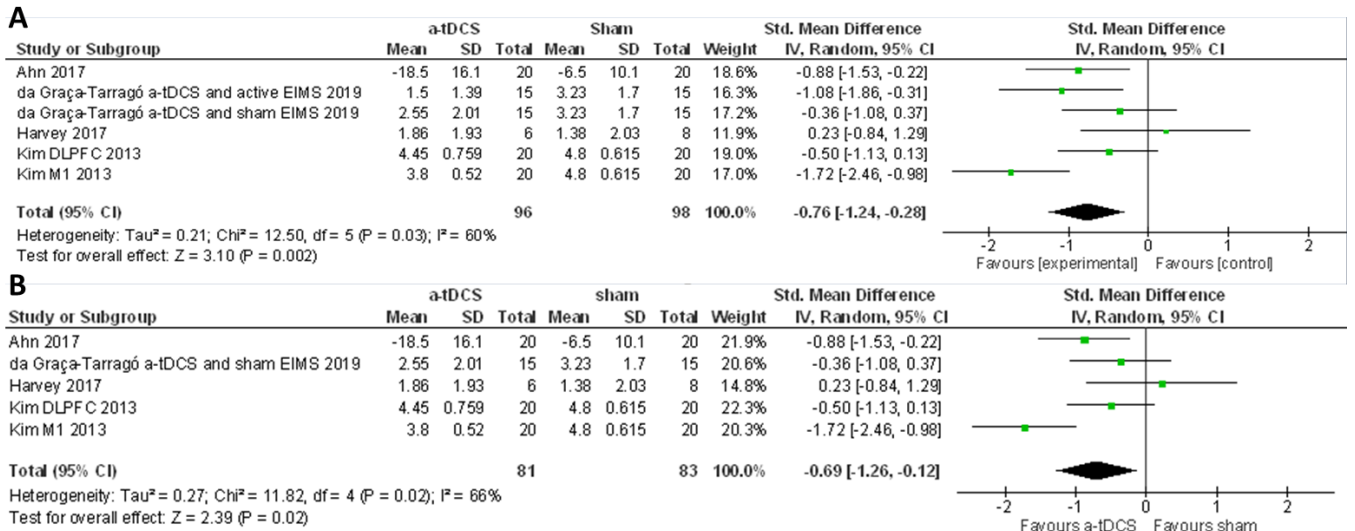 A
a-tDCS Sham Std. Mean Difference Std. Mean Difference
Study or Subgroup Mean SD Total Mean SD Total Weight IV, Random, 95% CI IV, Random, 95% CI
Ahn 2017 -18.5 16.1 20 -6.5 10.1 20 18.6% -0.88 [-1.53, -0.22]
da Graça-Tarragó a-tDCS and active EIMS 2019 1.5 1.39 15 3.23 1.7 15 16.3% -1.08 [-1.86, -0.31]
da Graça-Tarragó a-tDCS and sham EIMS 2019 2.55 2.01 15 3.23 1.7 15 17.2% -0.36 [-1.08, 0.37]
Harvey 2017 1.86 1.93 6 1.38 2.03 8 11.9% 0.23 [-0.84, 1.29]
Kim DLPFC 2013 4.45 0.759 20 4.8 0.615 20 19.0% -0.50 [-1.13, 0.13]
Kim M1 2013 3.8 0.52 20 4.8 0.615 20 17.0% -1.72 [-2.46, -0.98]
Total (95% CI) 96 98 100.0% -0.76 [-1.24, -0.28]
Heterogeneity: Tau² = 0.21; Chi² = 12.50, df = 5 (P = 0.03); I² = 60%
Test for overall effect: Z = 3.10 (P = 0.002)
-2 -1 0 1 2
Favours [experimental] Favours [control]
B
a-tDCS sham Std. Mean Difference Std. Mean Difference
Study or Subgroup Mean SD Total Mean SD Total Weight IV, Random, 95% CI IV, Random, 95% CI
Ahn 2017 -18.5 16.1 20 -6.5 10.1 20 21.9% -0.88 [-1.53, -0.22]
da Graça-Tarragó a-tDCS and sham EIMS 2019 2.55 2.01 15 3.23 1.7 15 20.6% -0.36 [-1.08, 0.37]
Harvey 2017 1.86 1.93 6 1.38 2.03 8 14.8% 0.23 [-0.84, 1.29]
Kim DLPFC 2013 4.45 0.759 20 4.8 0.615 20 22.3% -0.50 [-1.13, 0.13]
Kim M1 2013 3.8 0.52 20 4.8 0.615 20 20.3% -1.72 [-2.46, -0.98]
Total (95% CI) 81 83 100.0% -0.69 [-1.26, -0.12]
Heterogeneity: Tau² = 0.27; Chi² = 11.82, df = 4 (P = 0.02); I² = 66%
Test for overall effect: Z = 2.39 (P = 0.02)
-2 -1 0 1 2
Favours a-tDCS Favours sham